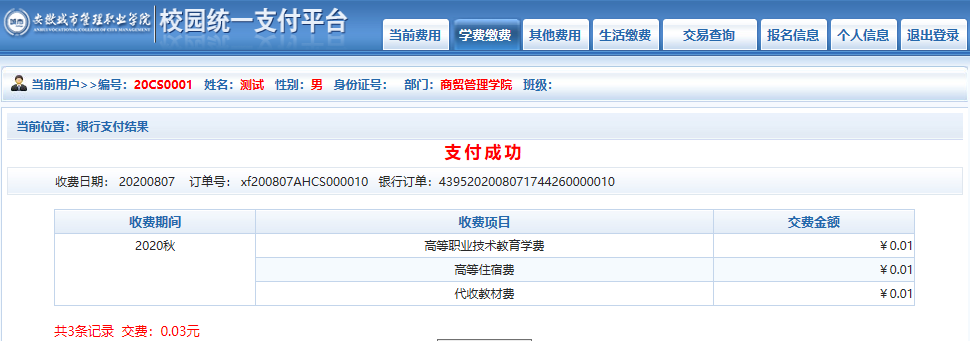 安徽城市管理职业学院 校园统一支付平台
ANHUI VOCATIONAL COLLEGE OF CITY MANAGEMENT
当前费用 学费缴费 其他费用 生活缴费 交易查询 报名信息 个人信息 退出登录
当前用户>>编号：20CS0001 姓名：测试 性别：男 身份证号： 部门：商贸管理学院 班级：
当前位置：银行支付结果
支付成功
收费日期： 20200807 订单号： xf200807AHCS000010 银行订单：4395202008071744260000010
收费期间 收费项目 交费金额
2020秋 高等职业技术教育学费 ￥0.01
高等住宿费 ￥0.01
代收教材费 ￥0.01
共3条记录 交费：0.03元